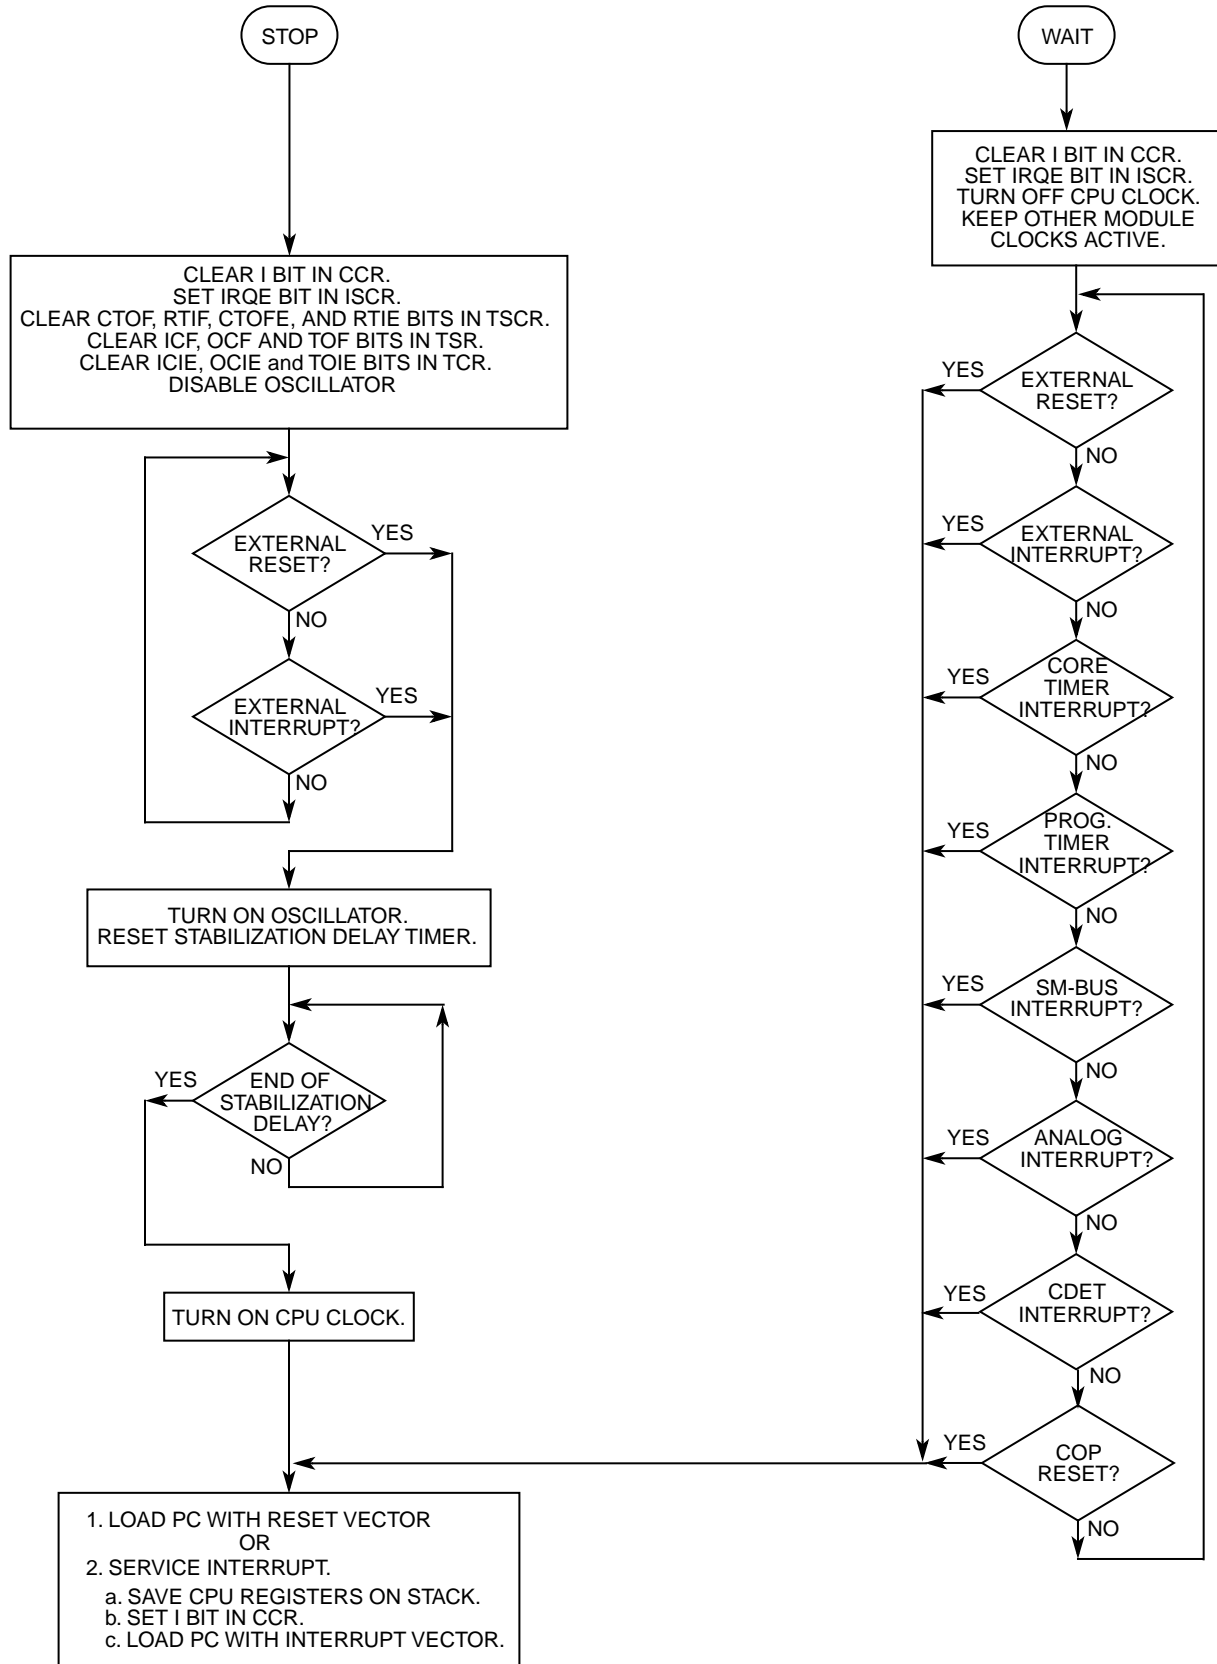 STOP
CLEAR I BIT IN CCR.
SET IRQE BIT IN ISCR.
CLEAR CTOF, RTIF, CTOFE, AND RTIE BITS IN TSCR.
CLEAR ICF, OCF AND TOF BITS IN TSR.
CLEAR ICIE, OCIE and TOIE BITS IN TCR.
DISABLE OSCILLATOR
EXTERNAL
RESET?
YES
NO
EXTERNAL
INTERRUPT?
YES
NO
TURN ON OSCILLATOR.
RESET STABILIZATION DELAY TIMER.
YES
END OF
STABILIZATION
DELAY?
NO
TURN ON CPU CLOCK.
1. LOAD PC WITH RESET VECTOR
OR
2. SERVICE INTERRUPT.
a. SAVE CPU REGISTERS ON STACK.
b. SET I BIT IN CCR.
c. LOAD PC WITH INTERRUPT VECTOR.
WAIT
CLEAR I BIT IN CCR.
SET IRQE BIT IN ISCR.
TURN OFF CPU CLOCK.
KEEP OTHER MODULE
CLOCKS ACTIVE.
YES
EXTERNAL
RESET?
NO
YES
EXTERNAL
INTERRUPT?
NO
YES
CORE
TIMER
INTERRUPT?
NO
YES
PROG.
TIMER
INTERRUPT?
NO
YES
SM-BUS
INTERRUPT?
NO
YES
ANALOG
INTERRUPT?
NO
YES
CDET
INTERRUPT?
NO
YES
COP
RESET?
NO